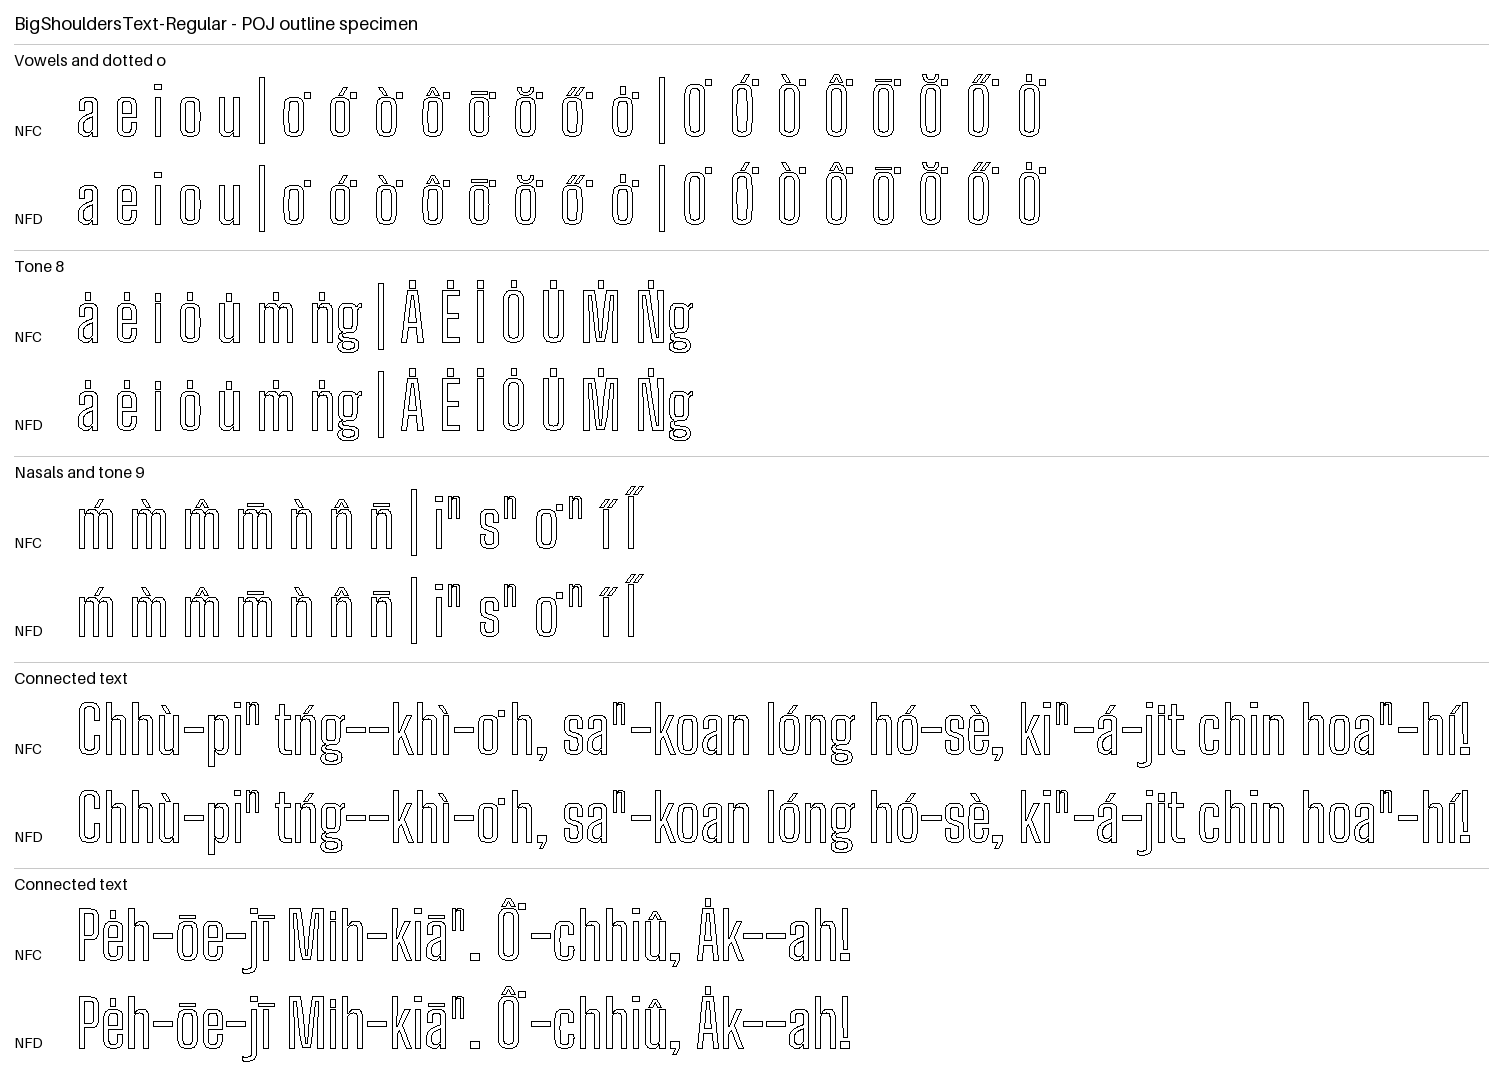 BigShouldersText-Regular - POJ outline specimen
Vowels and dotted o
NFC a e i o u | o͘ ó͘ ò͘ ô͘ ō͘ ŏ͘ ő͘ o̍͘ | O͘ Ó͘ Ò͘ Ô͘ Ō͘ Ŏ͘ Ő͘ O̍͘
NFD a e i o u | o͘ ó͘ ò͘ ô͘ ō͘ ŏ͘ ő͘ o̍͘ | O͘ Ó͘ Ò͘ Ô͘ Ō͘ Ŏ͘ Ő͘ O̍͘
Tone 8
NFC a̍ e̍ i̍ o̍ u̍ m̍ n̍g | A̍ E̍ I̍ O̍ U̍ M̍ N̍g
NFD a̍ e̍ i̍ o̍ u̍ m̍ n̍g | A̍ E̍ I̍ O̍ U̍ M̍ N̍g
Nasals and tone 9
NFC ḿ m̀ m̂ m̄ ǹ n̂ n̄ | iⁿ sⁿ o͘ⁿ i̋ I̋
NFD ḿ m̀ m̂ m̄ ǹ n̂ n̄ | iⁿ sⁿ o͘ⁿ i̋ I̋
Connected text
NFC Chhù-piⁿ tńg--khì-o͘h, saⁿ-koan lóng hó-sè, kiⁿ-á-jit chin hoaⁿ-hí!
NFD Chhù-piⁿ tńg--khì-o͘h, saⁿ-koan lóng hó-sè, kiⁿ-á-jit chin hoaⁿ-hí!
Connected text
NFC Pe̍h-ōe-jī Mih-kiāⁿ. Ô͘-chhiû, A̍k--ah!
NFD Pe̍h-ōe-jī Mih-kiāⁿ. Ô͘-chhiû, A̍k--ah!